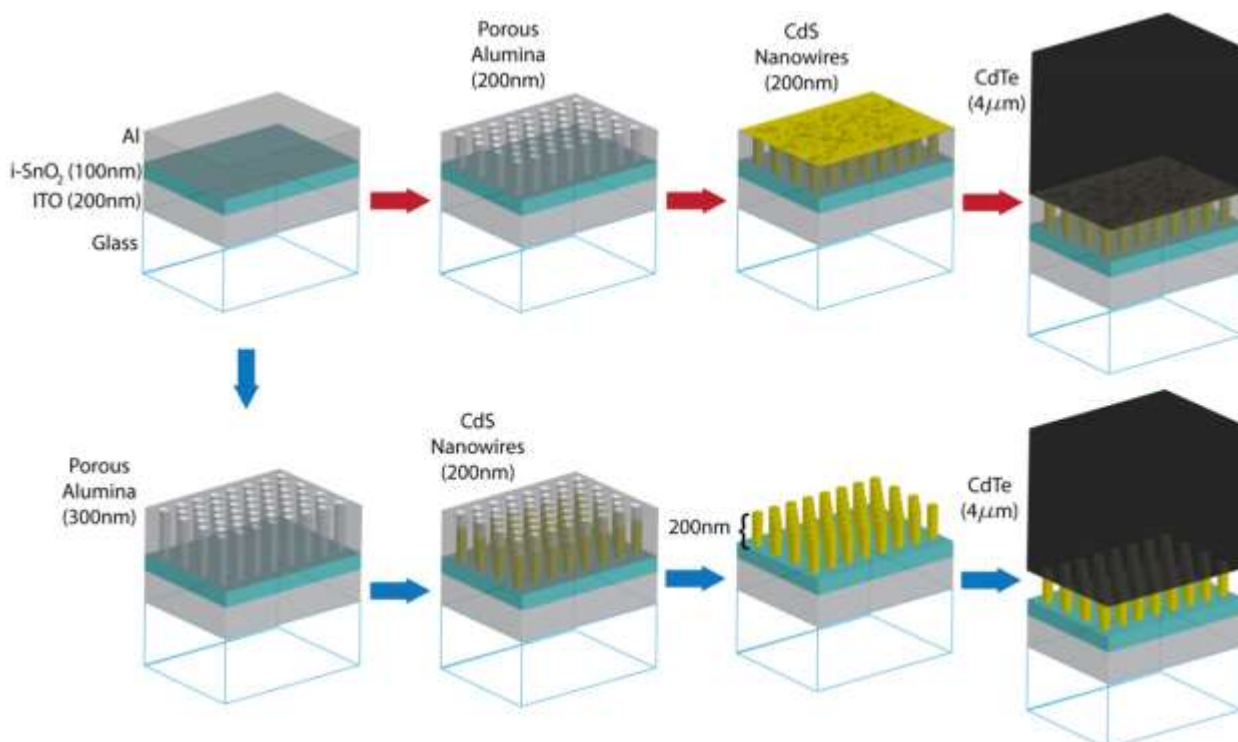 Porous
Alumina
(200nm)
CdS
Nanowires
(200nm)
CdTe
(4μm)
Al
i-SnO₂ (100nm)
ITO (200nm)
Glass
Porous
Alumina
(300nm)
CdS
Nanowires
(200nm)
200nm
CdTe
(4μm)